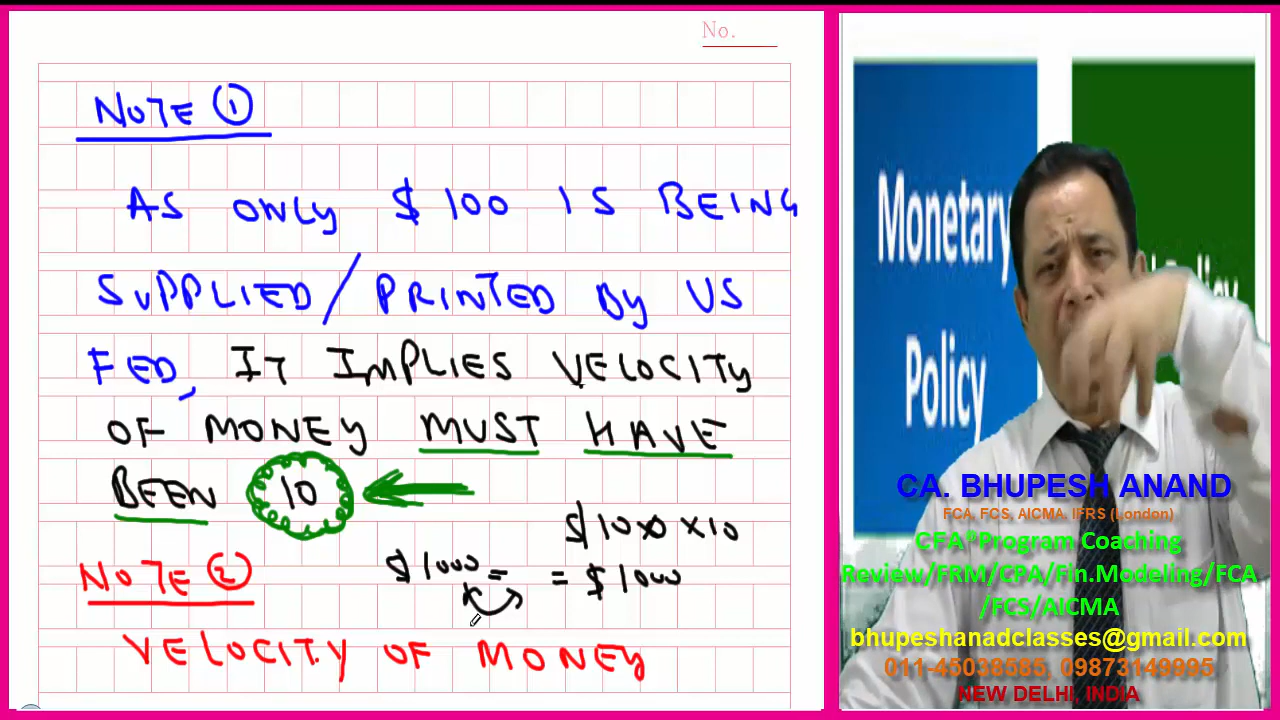 No.
NOTE ①
AS ONLY $100 IS BEING
SUPPLIED/PRINTED BY US
FED, IT IMPLIES VELOCITY
OF MONEY MUST HAVE
BEEN 10
$100 ×10
$1000 = = $1000
NOTE ②
VELOCITY OF MONEY
Monetary
Policy
CA. BHUPESH ANAND
FCA, FCS, AICMA. IFRS (London)
CFA®Program Coaching
Review/FRM/CPA/Fin.Modeling/FCA
/FCS/AICMA
bhupeshanadclasses@gmail.com
011-45038585, 09873149995
NEW DELHI, INDIA